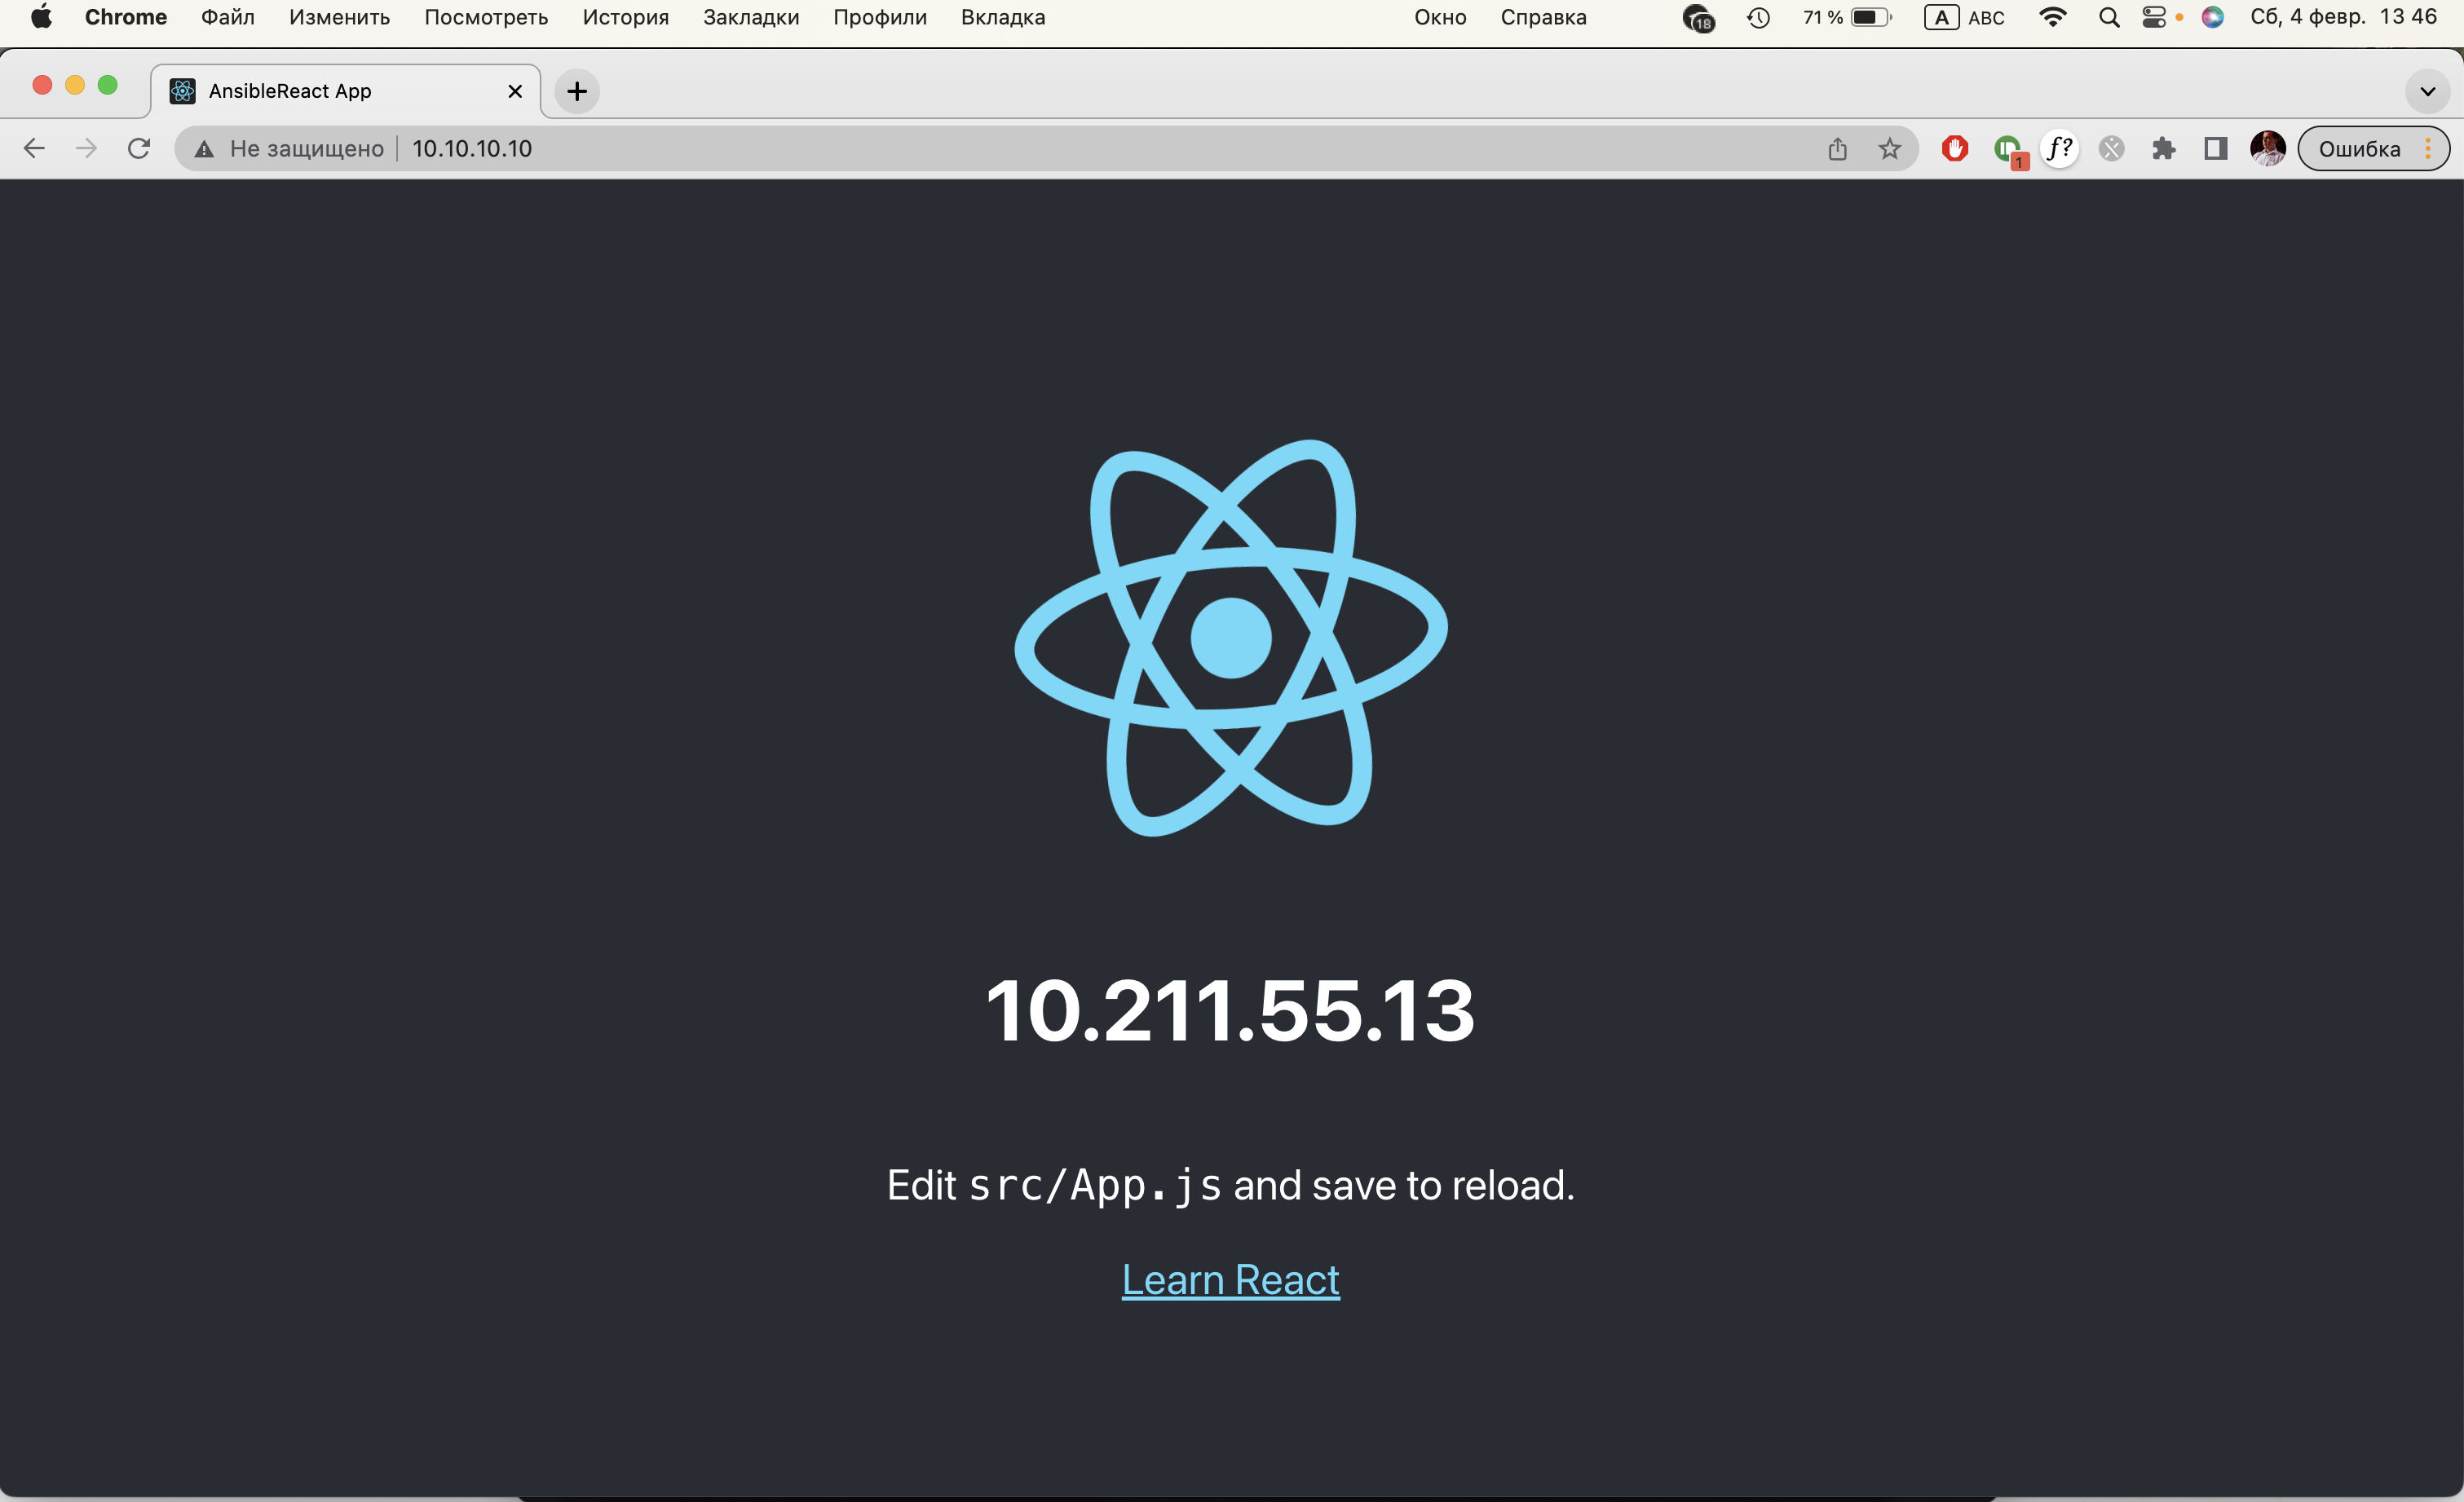 Chrome Файл Изменить Посмотреть История Закладки Профили Вкладка Окно Справка 18 71 % A ABC Сб, 4 февр. 13 46
AnsibleReact App
Не защищено 10.10.10.10 1 f? Ошибка
10.211.55.13
Edit src/App.js and save to reload.
Learn React